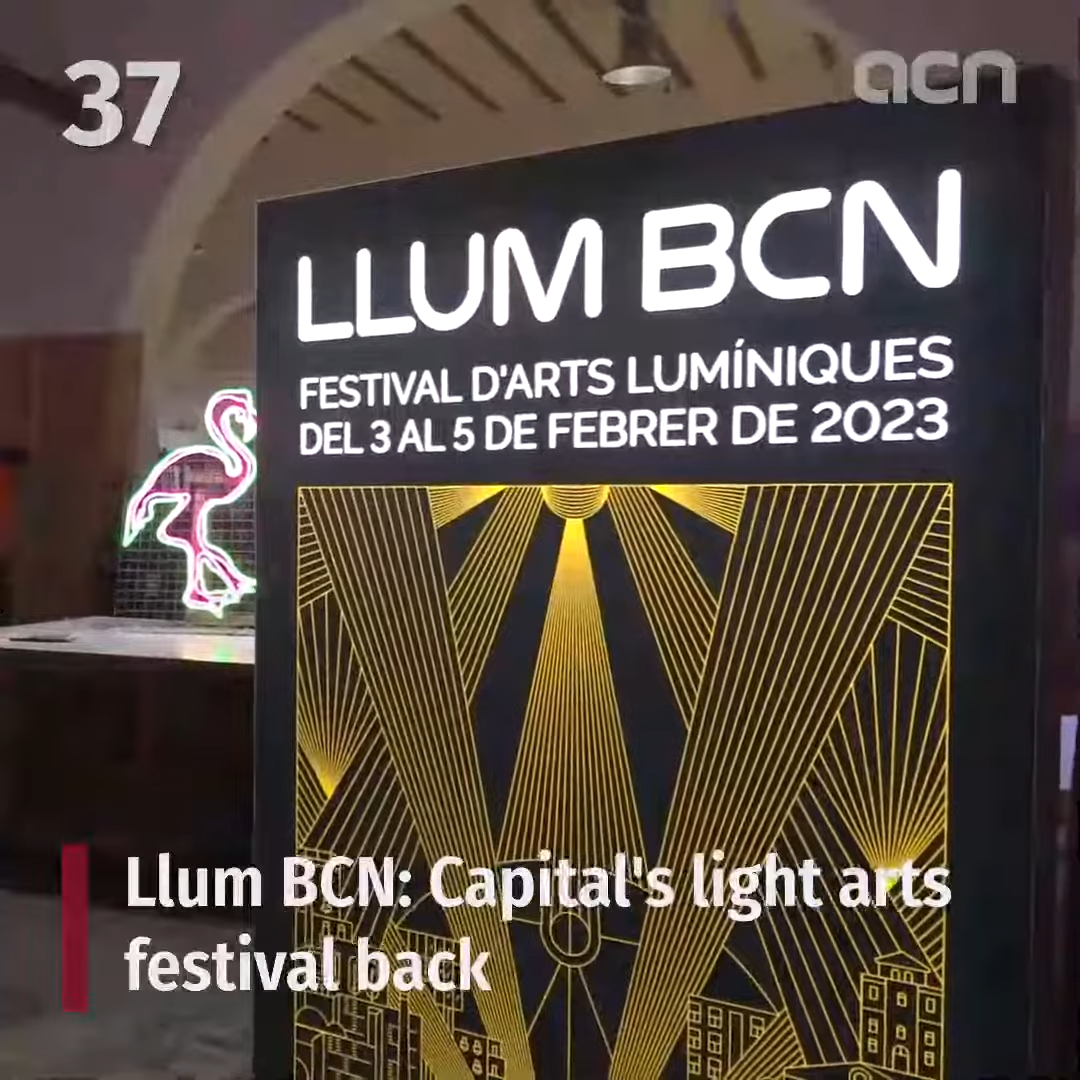 37
acn
LLUM BCN
FESTIVAL D'ARTS LUMÍNIQUES
DEL 3 AL 5 DE FEBRER DE 2023
Llum BCN: Capital's light arts
festival back